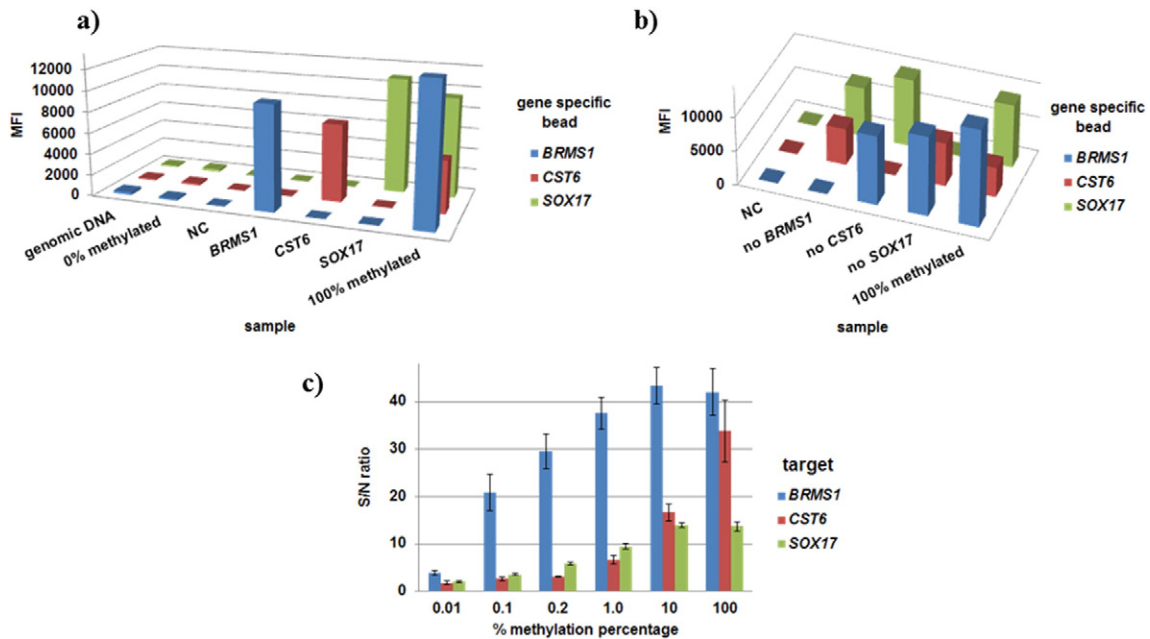 a)
12000
10000
8000
6000
4000
2000
0
MFI
genomic DNA
0% methylated
NC
BRMS1
CST6
SOX17
100% methylated
sample
gene specific
bead
BRMS1
CST6
SOX17
b)
10000
5000
0
MFI
NC
no BRMS1
no CST6
no SOX17
100% methylated
sample
gene specific
bead
BRMS1
CST6
SOX17
c)
40
30
20
10
0
S/N ratio
0.01 0.1 0.2 1.0 10 100
% methylation percentage
target
BRMS1
CST6
SOX17